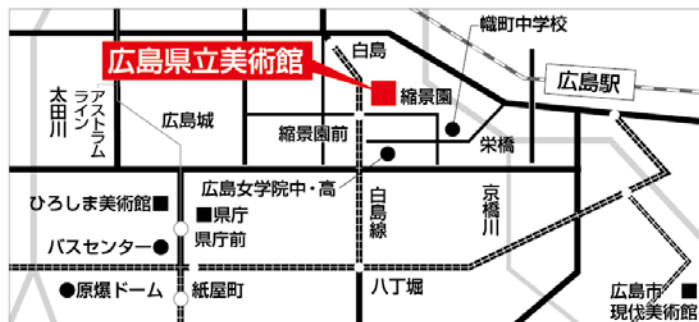 幟町中学校
白島
広島県立美術館
広島駅
縮景園
アストラム
ライン
太田川
広島城
縮景園前
栄橋
広島女学院中・高
ひろしま美術館
県庁
県庁前
白島線
京橋川
バスセンター
原爆ドーム
紙屋町
八丁堀
広島市
現代美術館